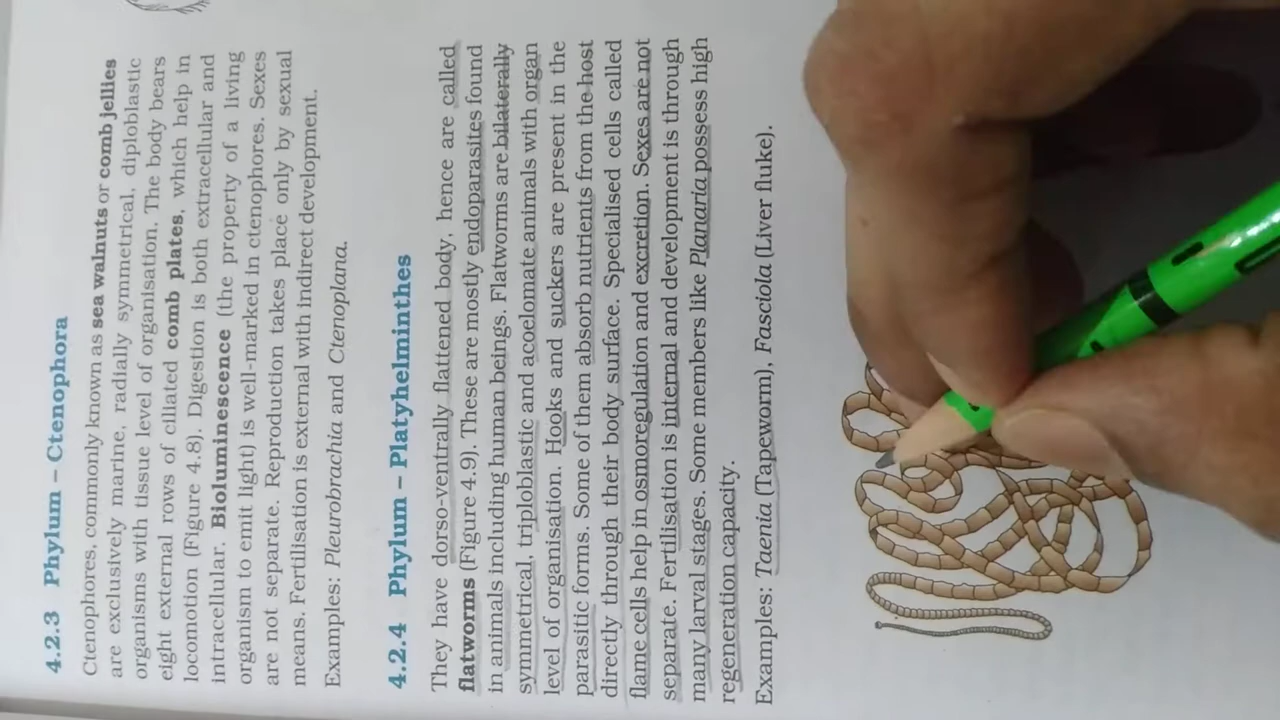 4.2.3 Phylum – Ctenophora
Ctenophores, commonly known as sea walnuts or comb jellies
are exclusively marine, radially symmetrical, diploblastic
organisms with tissue level of organisation. The body bears
eight external rows of ciliated comb plates, which help in
locomotion (Figure 4.8). Digestion is both extracellular and
intracellular. Bioluminescence (the property of a living
organism to emit light) is well-marked in ctenophores. Sexes
are not separate. Reproduction takes place only by sexual
means. Fertilisation is external with indirect development.
Examples: Pleurobrachia and Ctenoplana.
4.2.4 Phylum – Platyhelminthes
They have dorso-ventrally flattened body, hence are called
flatworms (Figure 4.9). These are mostly endoparasites found
in animals including human beings. Flatworms are bilaterally
symmetrical, triploblastic and acoelomate animals with organ
level of organisation. Hooks and suckers are present in the
parasitic forms. Some of them absorb nutrients from the host
directly through their body surface. Specialised cells called
flame cells help in osmoregulation and excretion. Sexes are not
separate. Fertilisation is internal and development is through
many larval stages. Some members like Planaria possess high
regeneration capacity.
Examples: Taenia (Tapeworm), Fasciola (Liver fluke).